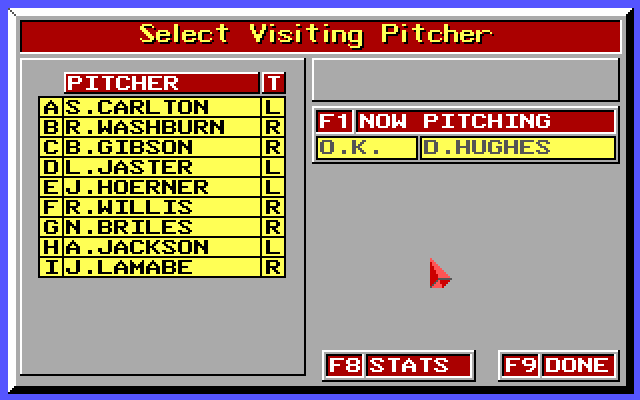 Select Visiting Pitcher
PITCHER T
A S.CARLTON L
B R.WASHBURN R
C B.GIBSON R
D L.JASTER L
E J.HOERNER L
F R.WILLIS R
G N.BRILES R
H A.JACKSON L
I J.LAMABE R
F1 NOW PITCHING
O.K. D.HUGHES
F8 STATS
F9 DONE